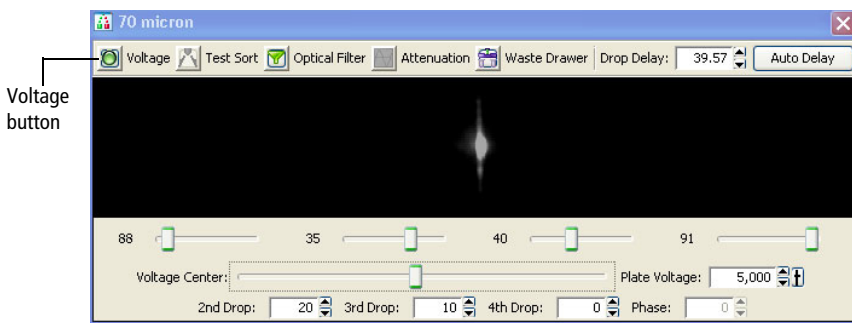 70 micron
Voltage Test Sort Optical Filter Attenuation Waste Drawer Drop Delay: 39.57 Auto Delay
Voltage
button
88 35 40 91
Voltage Center: Plate Voltage: 5,000
2nd Drop: 20 3rd Drop: 10 4th Drop: 0 Phase: 0